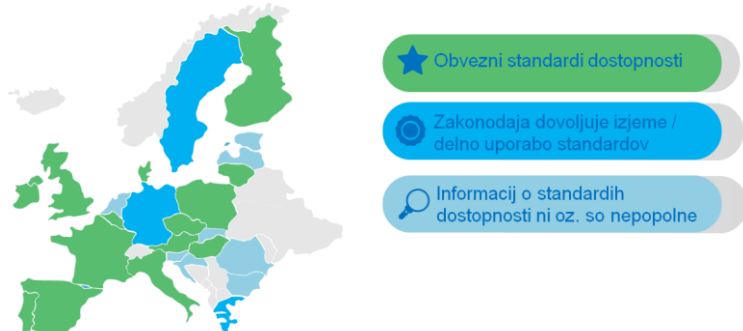 Obvezni standardi dostopnosti
Zakonodaja dovoljuje izjeme /
delno uporabo standardov
Informacij o standardih
dostopnosti ni oz. so nepopolne